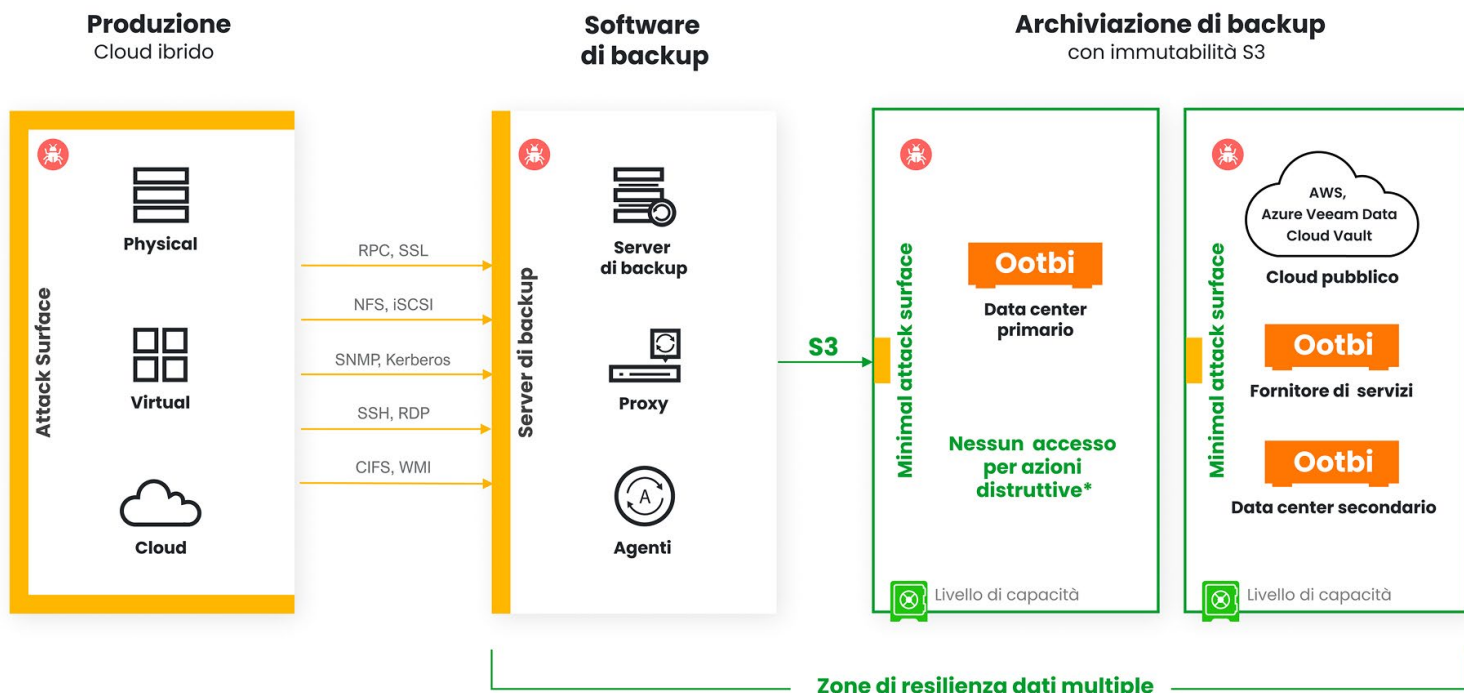 Produzione
Cloud ibrido
Software
di backup
Archiviazione di backup
con immutabilità S3
Attack Surface
Physical
Virtual
Cloud
RPC, SSL
NFS, iSCSI
SNMP, Kerberos
SSH, RDP
CIFS, WMI
Server di backup
Server
di backup
Proxy
A
Agenti
S3
Minimal attack surface
Ootbi
Data center
primario
Nessun accesso
per azioni
distruttive*
Livello di capacità
Minimal attack surface
AWS,
Azure Veeam Data
Cloud Vault
Cloud pubblico
Ootbi
Fornitore di servizi
Ootbi
Data center secondario
Livello di capacità
Zone di resilienza dati multiple